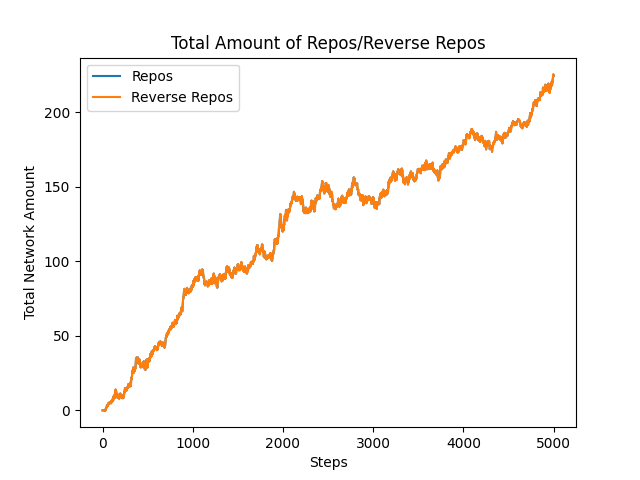 Total Amount of Repos/Reverse Repos
Repos
Reverse Repos
Total Network Amount
200
150
100
50
0
0 1000 2000 3000 4000 5000
Steps